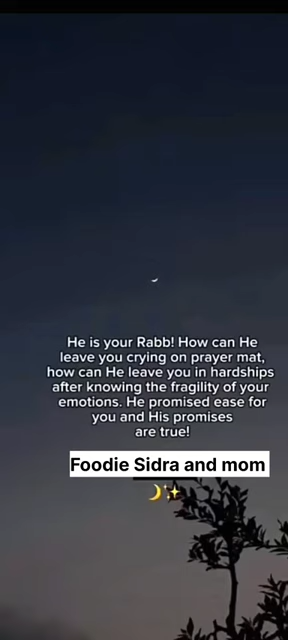 He is your Rabb! How can He
leave you crying on prayer mat,
how can He leave you in hardships
after knowing the fragility of your
emotions. He promised ease for
you and His promises
are true!
Foodie Sidra and mom
🌙✨